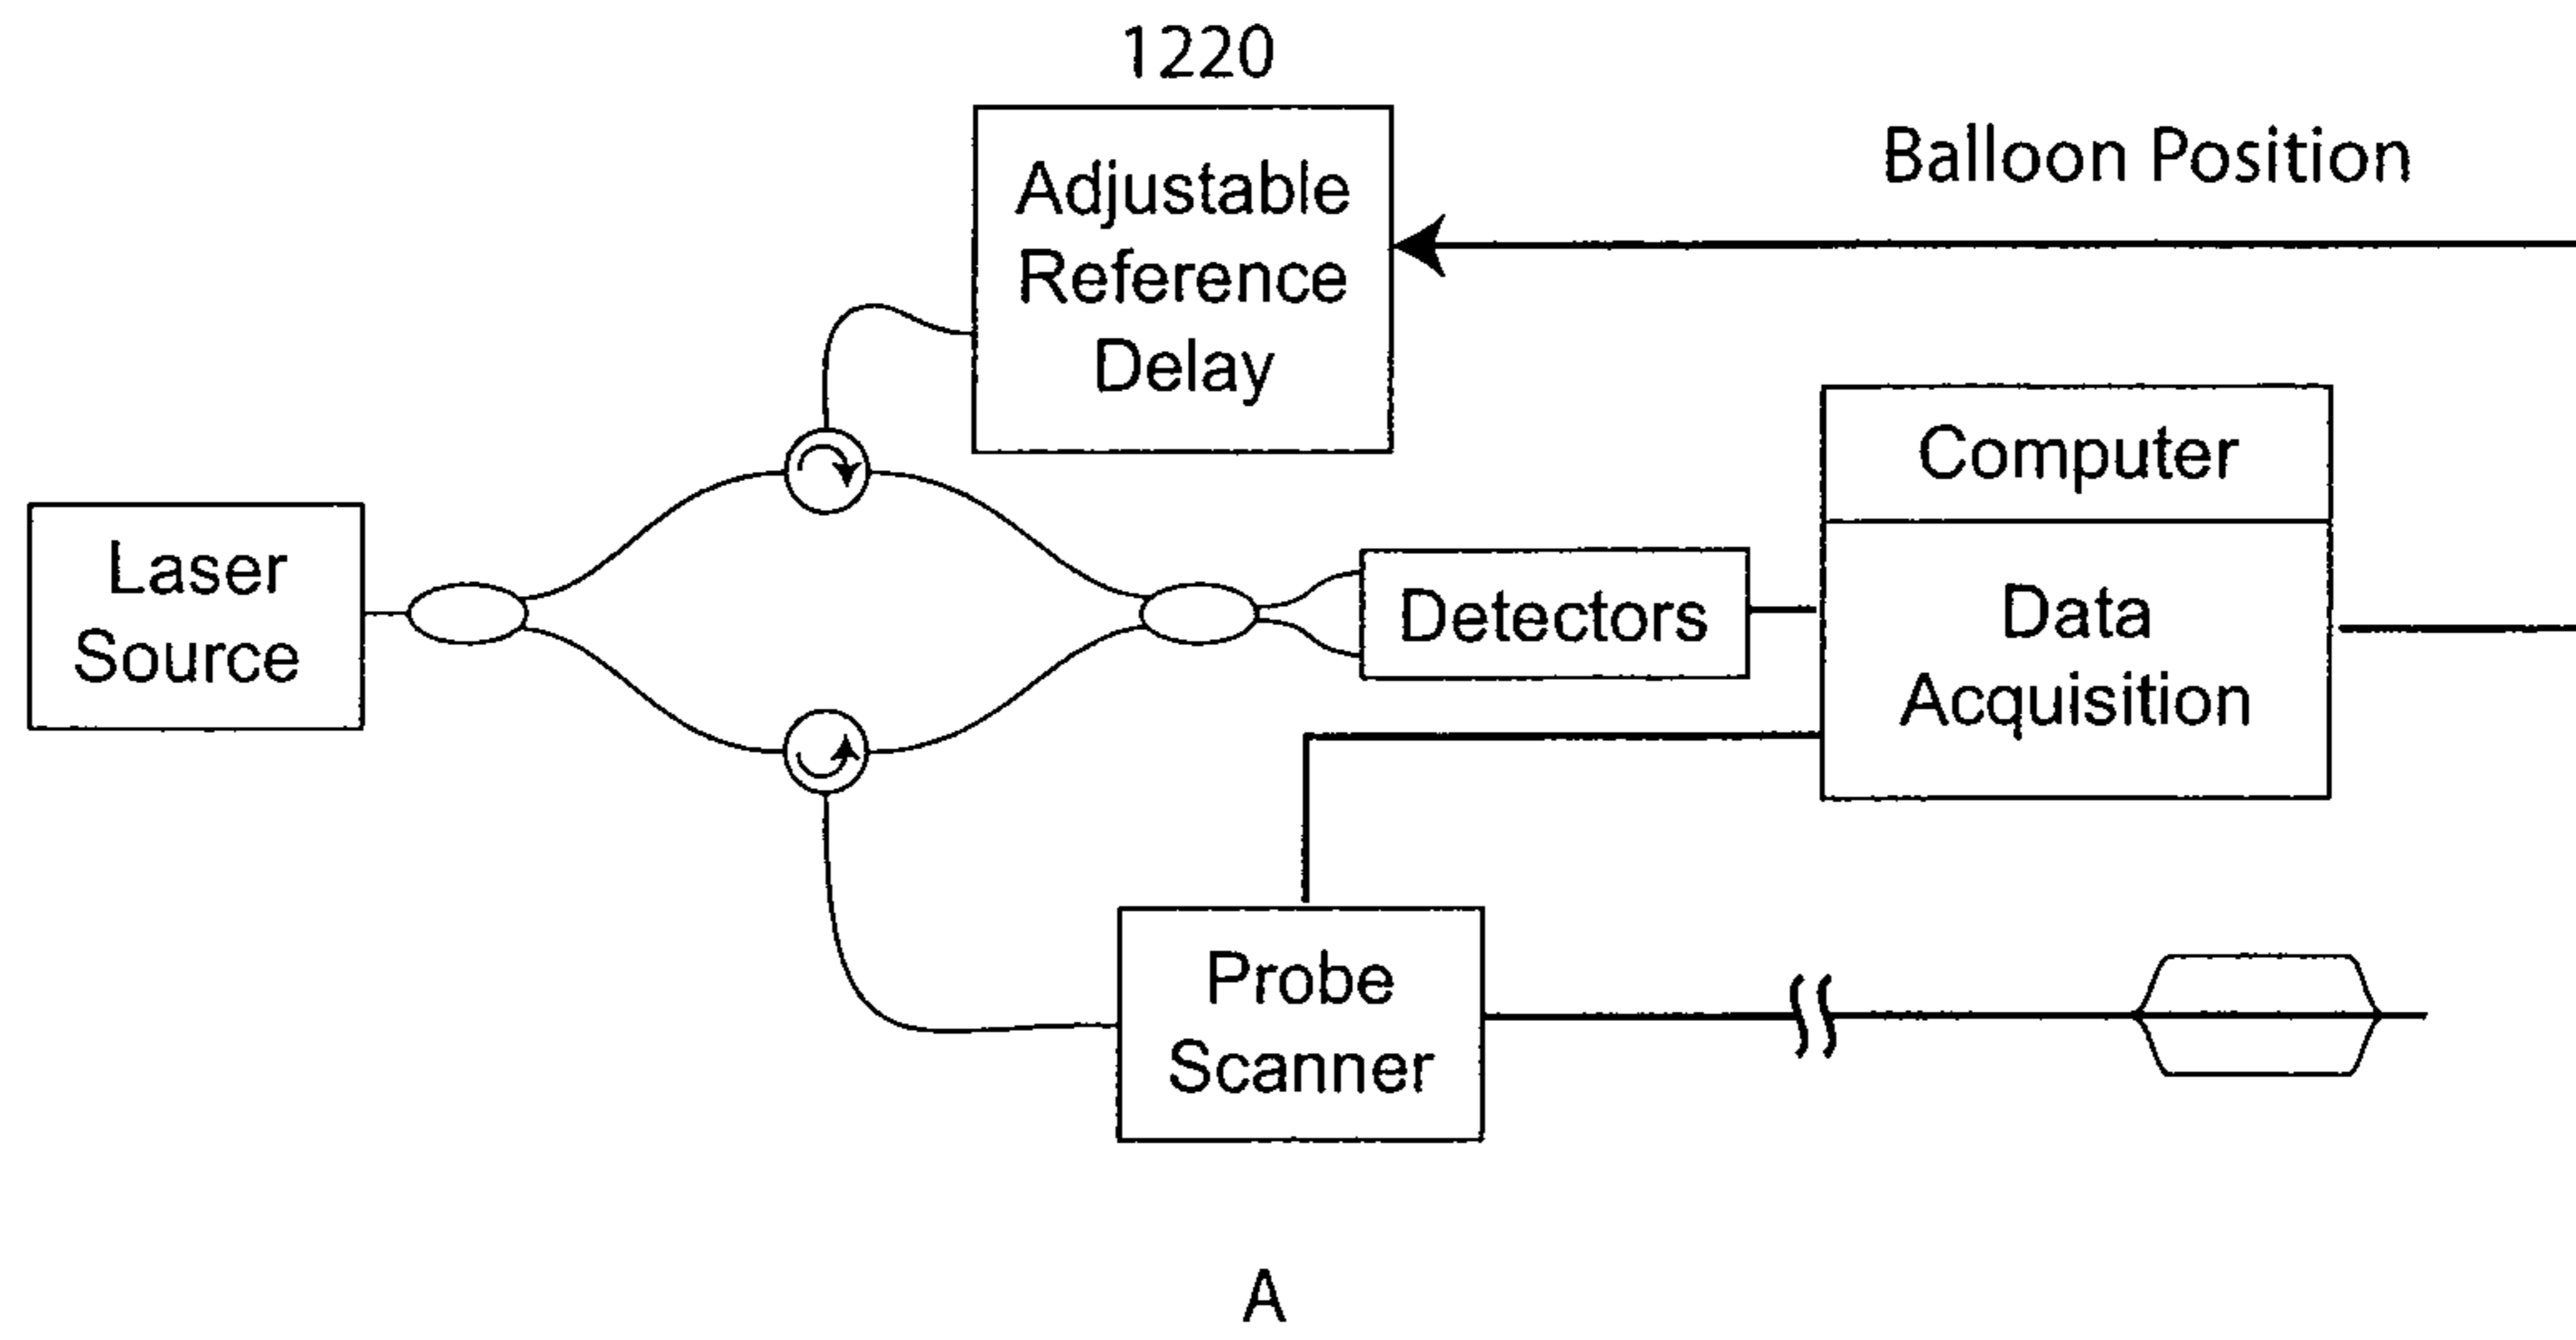 1220
Adjustable
Reference
Delay
Balloon Position
Computer
Laser
Source
Detectors
Data
Acquisition
Probe
Scanner
A